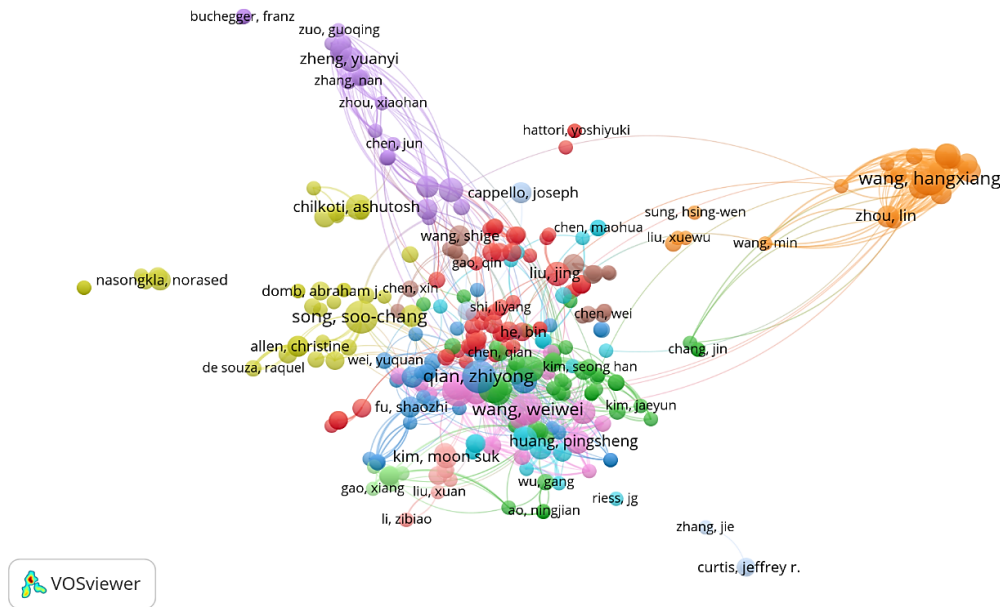 buchegger, franz
zuo, guoqing
zheng, yuanyi
zhang, nan
zhou, xiaohan
hattori, yoshiyuki
chen, jun
wang, hangxiang
cappello, joseph
chilkoti, ashutosh
sung, hsing-wen
zhou, lin
chen, maohua
wang, shige
liu, xuewu
wang, min
gao, qin
liu, jing
nasongkla, norased
domb, abraham j.
chen, xin
shi, liyang
chen, wei
song, soo-chang
he, bin
allen, christine
chen, qian
chang, jin
wei, yuquan
de souza, raquel
kim, seong han
qian, zhiyong
fu, shaozhi
wang, weiwei
kim, jaeyun
huang, pingsheng
kim, moon suk
gao, xiang
liu, xuan
wu, gang
riess, jg
li, zibiao
ao, ningjian
zhang, jie
curtis, jeffrey r.
VOSviewer